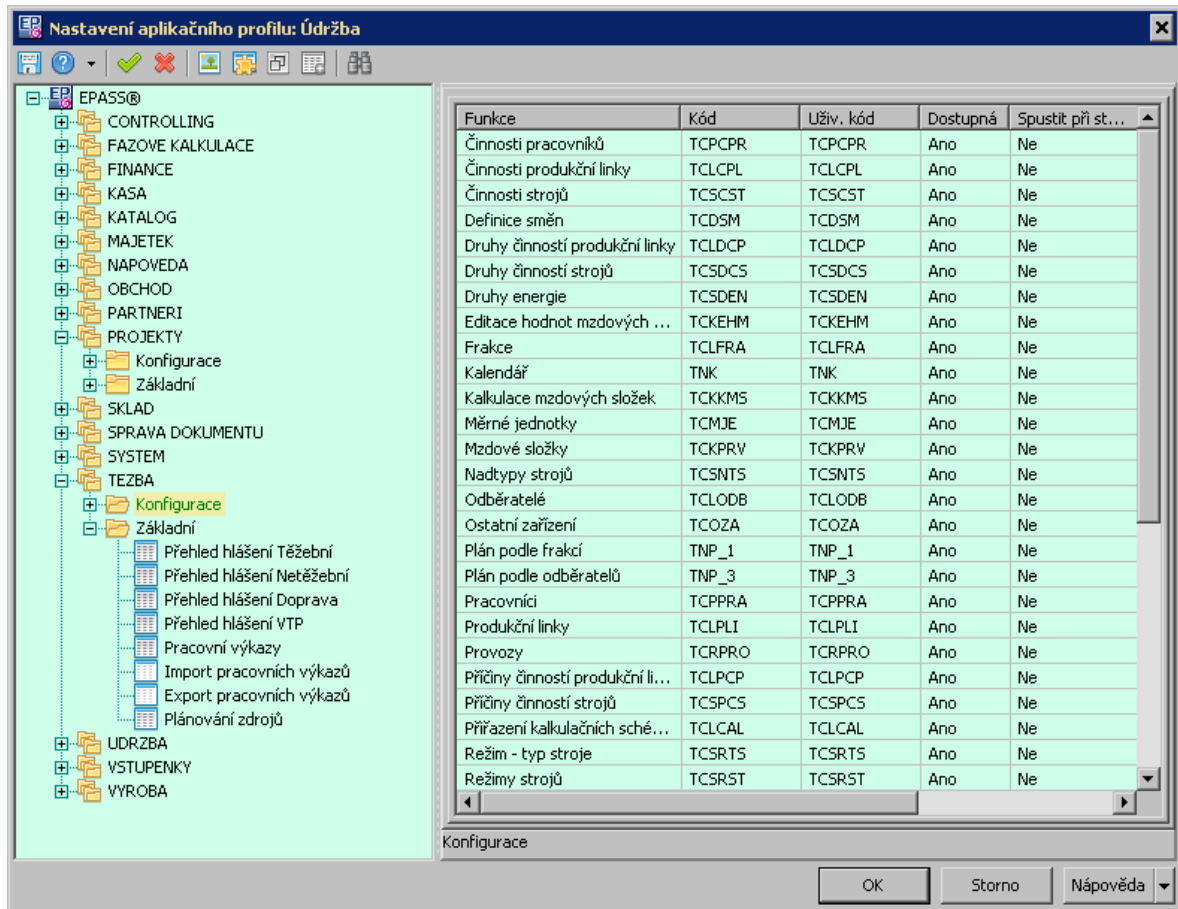 Nastavení aplikačního profilu: Údržba
EPASS®
CONTROLLING
FAZOVE KALKULACE
FINANCE
KASA
KATALOG
MAJETEK
NAPOVEDA
OBCHOD
PARTNERI
PROJEKTY
Konfigurace
Základní
SKLAD
SPRAVA DOKUMENTU
SYSTEM
TEZBA
Konfigurace
Základní
Přehled hlášení Těžební
Přehled hlášení Netěžební
Přehled hlášení Doprava
Přehled hlášení VTP
Pracovní výkazy
Import pracovních výkazů
Export pracovních výkazů
Plánování zdrojů
UDRZBA
VSTUPENKY
VYROBA
Funkce Kód Uživ. kód Dostupná Spustit při st...
Činnosti pracovníků TCPCPR TCPCPR Ano Ne
Činnosti produkční linky TCLCPL TCLCPL Ano Ne
Činnosti strojů TCSCST TCSCST Ano Ne
Definice směn TCDSM TCDSM Ano Ne
Druhy činností produkční linky TCLDCP TCLDCP Ano Ne
Druhy činností strojů TCSDCS TCSDCS Ano Ne
Druhy energie TCSDEN TCSDEN Ano Ne
Editace hodnot mzdových ... TCKEHM TCKEHM Ano Ne
Frakce TCLFRA TCLFRA Ano Ne
Kalendář TNK TNK Ano Ne
Kalkulace mzdových složek TCKKMS TCKKMS Ano Ne
Měrné jednotky TCMJE TCMJE Ano Ne
Mzdové složky TCKPRV TCKPRV Ano Ne
Nadtypy strojů TCSNTS TCSNTS Ano Ne
Odběratelé TCLODB TCLODB Ano Ne
Ostatní zařízení TCOZA TCOZA Ano Ne
Plán podle frakcí TNP_1 TNP_1 Ano Ne
Plán podle odběratelů TNP_3 TNP_3 Ano Ne
Pracovníci TCPPRA TCPPRA Ano Ne
Produkční linky TCLPLI TCLPLI Ano Ne
Provozy TCRPRO TCRPRO Ano Ne
Příčiny činností produkční li... TCLPCP TCLPCP Ano Ne
Příčiny činností strojů TCSPCS TCSPCS Ano Ne
Přiřazení kalkulačních sché... TCLCAL TCLCAL Ano Ne
Režim - typ stroje TCSRTS TCSRTS Ano Ne
Režimy strojů TCSRST TCSRST Ano Ne
Konfigurace
OK Storno Nápověda